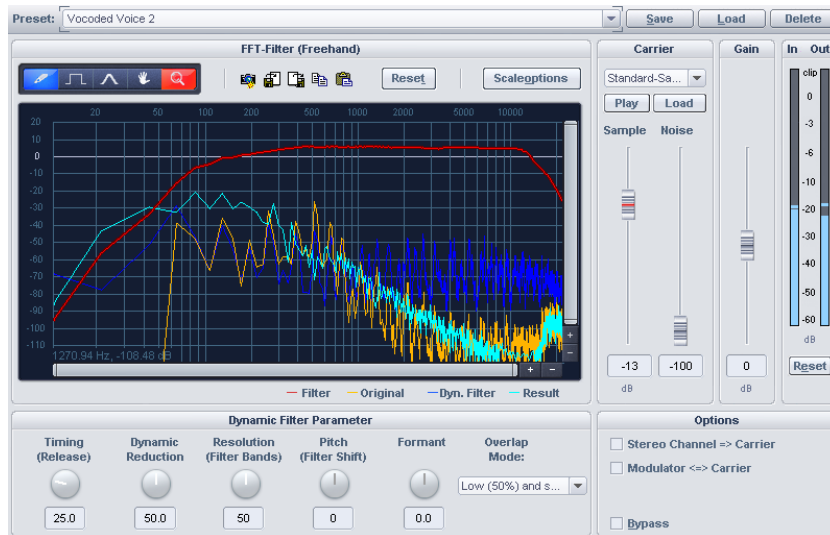 Preset: Vocoded Voice 2 Save Load Delete
FFT-Filter (Freehand)
Reset Scaleoptions
20 50 100 200 500 1000 2000 5000 10000
20
10
0
-10
-20
-30
-40
-50
-60
-70
-80
-90
-100
-110
1270.94 Hz, -108.48 dB
+ -
+ -
Filter Original Dyn. Filter Result
Carrier
Standard-Sa...
Play Load
Sample Noise
-13 -100
dB
Gain
0
dB
In Out
clip
0
-3
-6
-10
-20
-30
-40
-50
-60
dB
Reset
Dynamic Filter Parameter
Timing (Release)
25.0
Dynamic Reduction
50.0
Resolution (Filter Bands)
50
Pitch (Filter Shift)
0
Formant
0.0
Overlap Mode:
Low (50%) and s...
Options
Stereo Channel => Carrier
Modulator <=> Carrier
Bypass